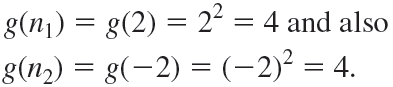 g(n₁) = g(2) = 2² = 4 and also
g(n₂) = g(−2) = (−2)² = 4.